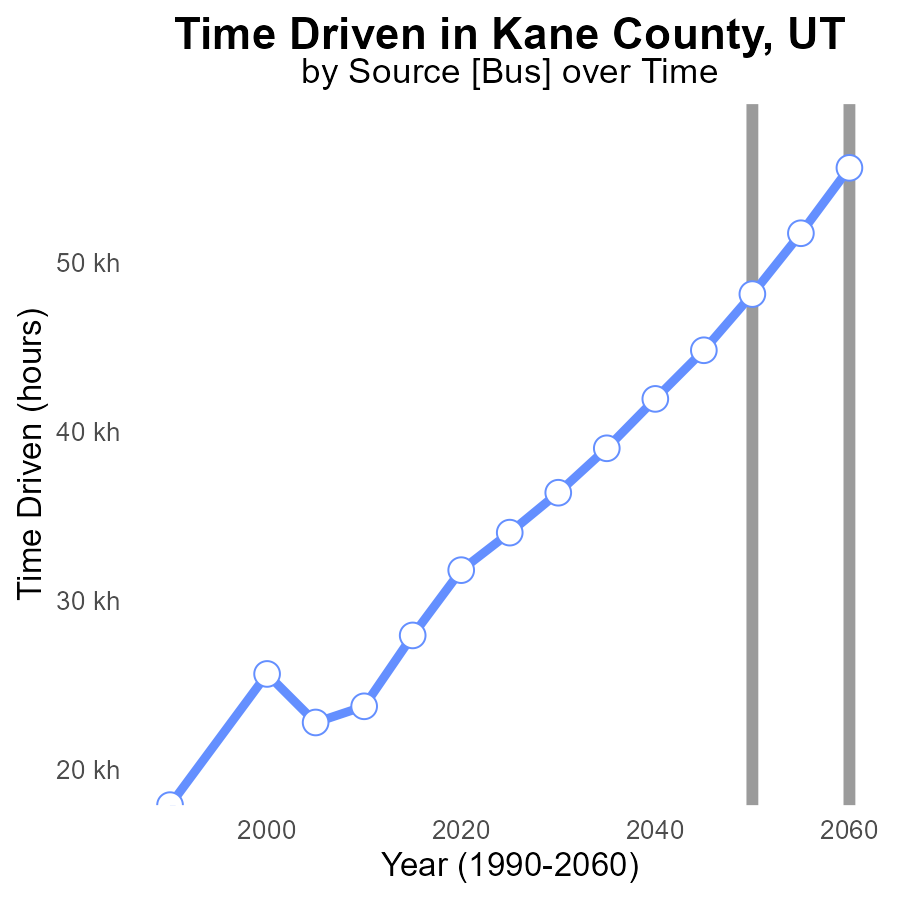 Time Driven in Kane County, UT
by Source [Bus] over Time
Time Driven (hours)
50 kh
40 kh
30 kh
20 kh
2000
2020
2040
2060
Year (1990-2060)